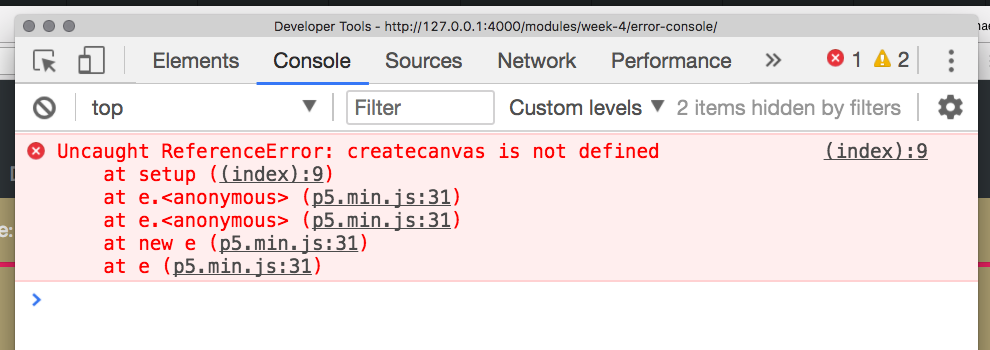 Developer Tools - http://127.0.0.1:4000/modules/week-4/error-console/
Elements Console Sources Network Performance » 1 2
top Filter Custom levels 2 items hidden by filters
Uncaught ReferenceError: createcanvas is not defined (index):9
at setup ((index):9)
at e.<anonymous> (p5.min.js:31)
at e.<anonymous> (p5.min.js:31)
at new e (p5.min.js:31)
at e (p5.min.js:31)
>